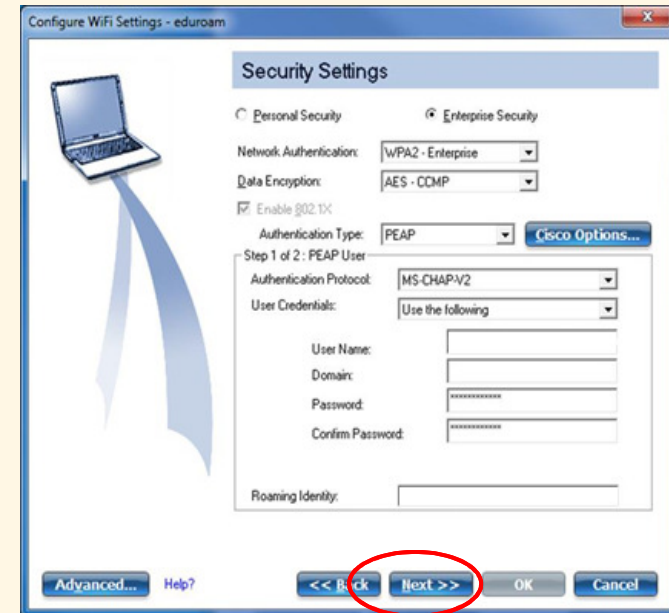 Configure WiFi Settings - eduroam
Security Settings
Personal Security Enterprise Security
Network Authentication: WPA2 - Enterprise
Data Encryption: AES - CCMP
Enable 802.1X
Authentication Type: PEAP Cisco Options...
Step 1 of 2 : PEAP User
Authentication Protocol: MS-CHAP-V2
User Credentials: Use the following
User Name:
Domain:
Password: ************
Confirm Password: ************
Roaming Identity:
Advanced... Help? << Back Next >> OK Cancel